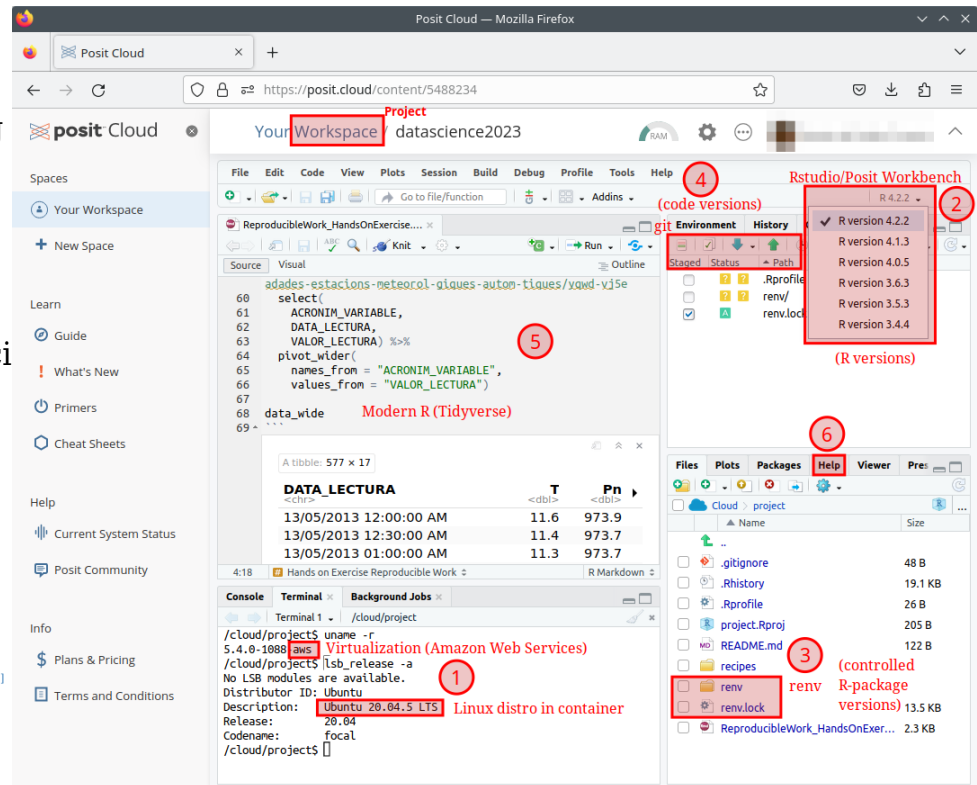 Posit Cloud — Mozilla Firefox
Posit Cloud × +
https://posit.cloud/content/5488234
posit Cloud
Project
Your Workspace / datascience2023
RAM
Spaces
Your Workspace
New Space
Learn
Guide
What's New
Primers
Cheat Sheets
Help
Current System Status
Posit Community
Info
Plans & Pricing
Terms and Conditions
ci
]
File Edit Code View Plots Session Build Debug Profile Tools Help
4
(code versions)
Rstudio/Posit Workbench
Go to file/function
Addins
R 4.2.2
2
ReproducibleWork_HandsOnExercise.... ×
ABC
Knit
Run
Source Visual
Outline
adades-estacions-meteorol-giques-autom-tiques/yqwd-vj5e
60 select(
61 ACRONIM_VARIABLE,
62 DATA_LECTURA,
63 VALOR_LECTURA) %>%
64 pivot_wider(
65 names_from = "ACRONIM_VARIABLE",
66 values_from = "VALOR_LECTURA")
67
68 data_wide
69 ```
5
Modern R (Tidyverse)
A tibble: 577 × 17
DATA_LECTURA T Pn
<chr> <dbl> <dbl>
13/05/2013 12:00:00 AM 11.6 973.9
13/05/2013 12:30:00 AM 11.4 973.7
13/05/2013 01:00:00 AM 11.3 973.7
4:18 Hands on Exercise Reproducible Work R Markdown
Console Terminal × Background Jobs ×
Terminal 1 /cloud/project
/cloud/project$ uname -r
5.4.0-1088-aws Virtualization (Amazon Web Services)
/cloud/project$ lsb_release -a
No LSB modules are available.
Distributor ID: Ubuntu
Description: Ubuntu 20.04.5 LTS
Release: 20.04
Codename: focal
/cloud/project$
1
Linux distro in container
git
Environment History
Staged Status Path
? ? .Rprofile
? ? renv/
A renv.lock
R version 4.2.2
R version 4.1.3
R version 4.0.5
R version 3.6.3
R version 3.5.3
R version 3.4.4
(R versions)
6
Files Plots Packages Help Viewer Pres
Cloud > project
Name Size
..
.gitignore 48 B
.Rhistory 19.1 KB
.Rprofile 26 B
project.Rproj 205 B
README.md 122 B
recipes
renv
renv.lock 13.5 KB
ReproducibleWork_HandsOnExer... 2.3 KB
3
renv
(controlled
R-package
versions)